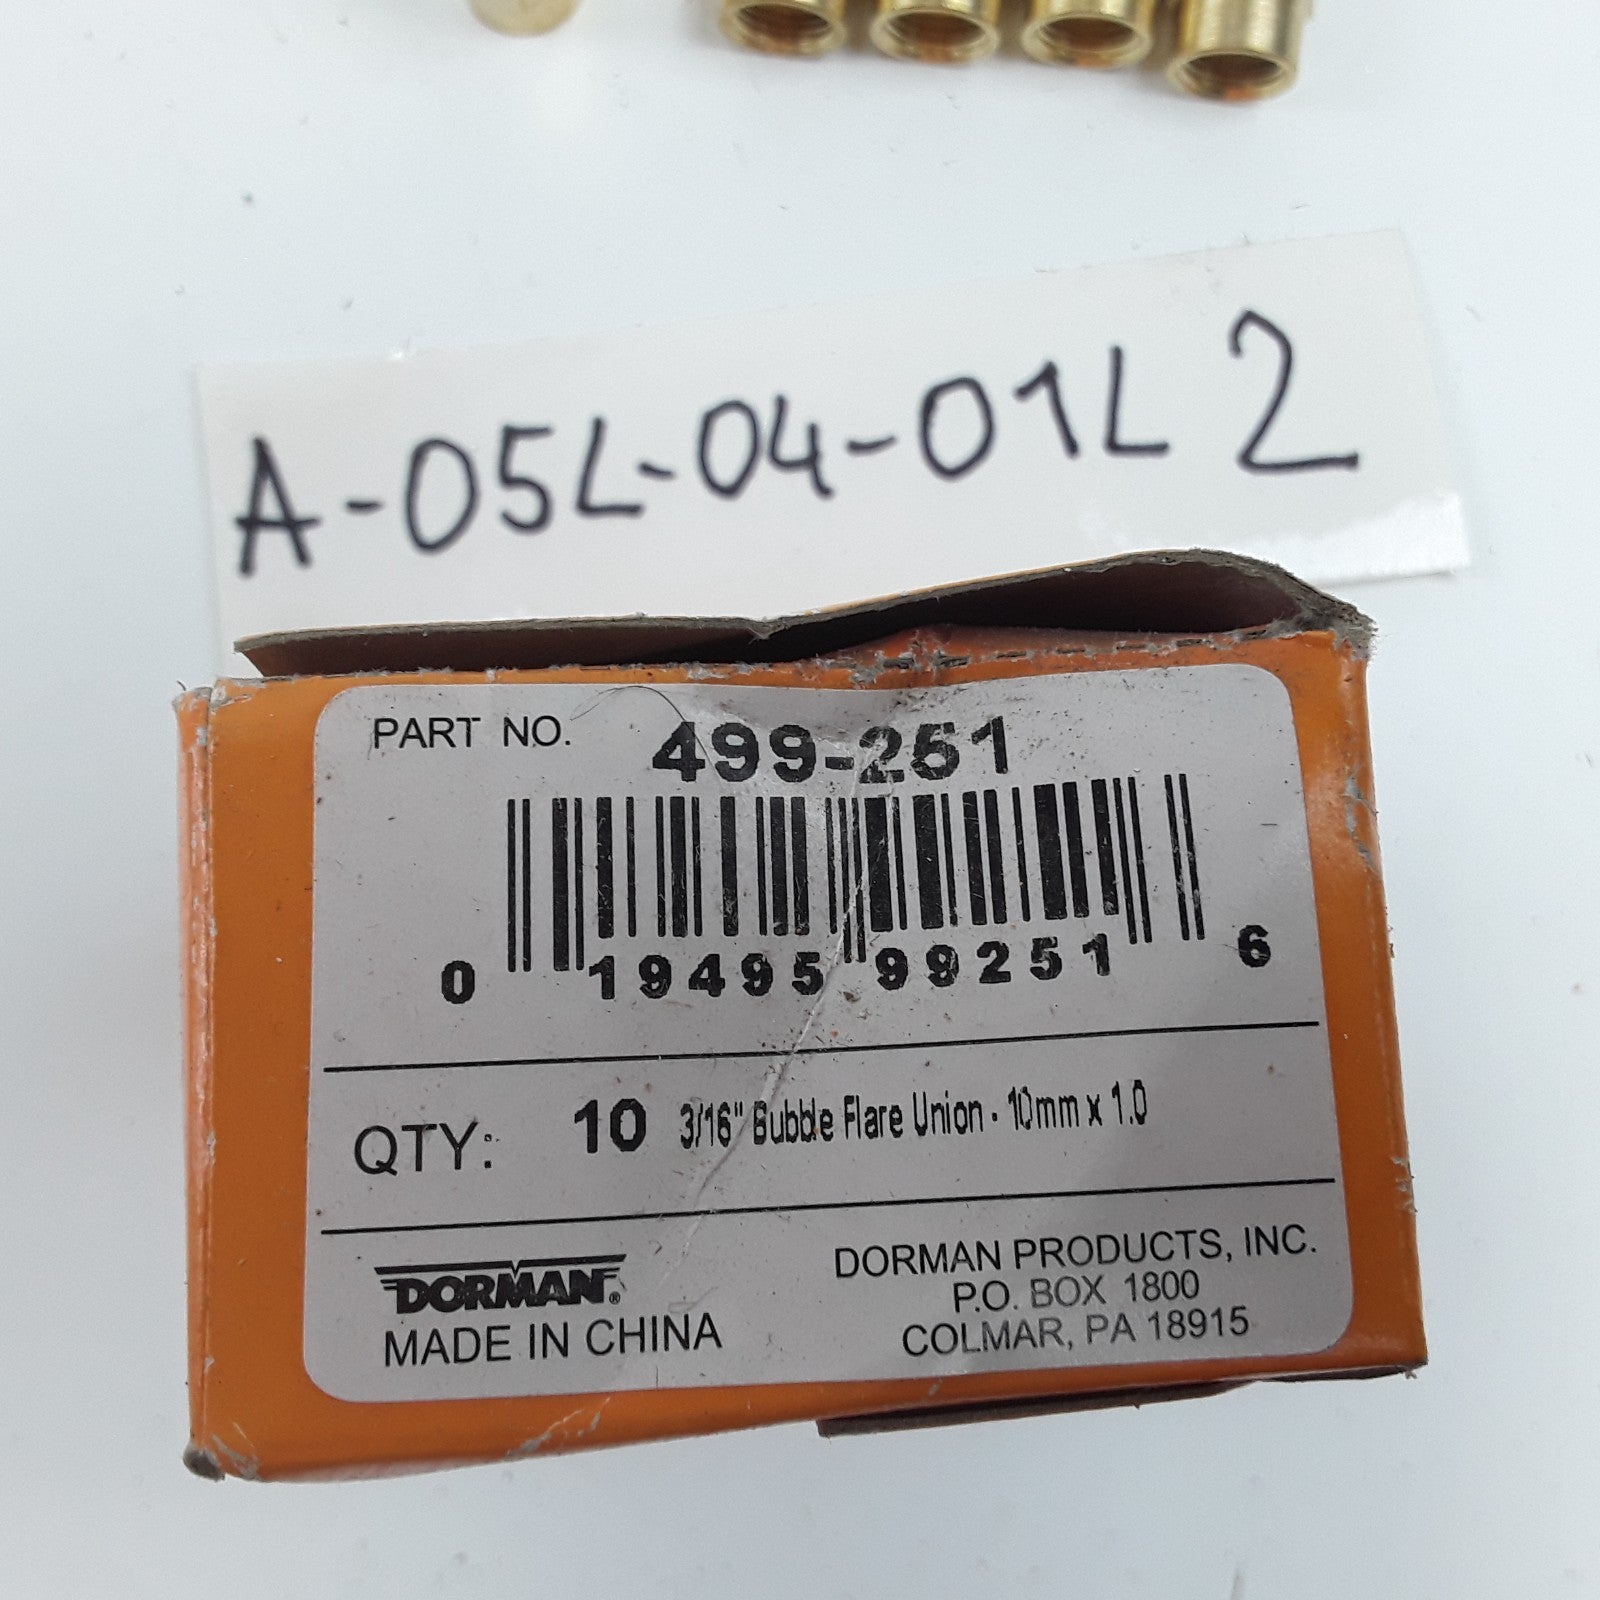 A-05L-04-01L 2
PART NO. 499-251
0 19495 99251 6
QTY: 10 3/16" Bubble Flare Union - 10mm x 1.0
DORMAN®
MADE IN CHINA
DORMAN PRODUCTS, INC.
P.O. BOX 1800
COLMAR, PA 18915